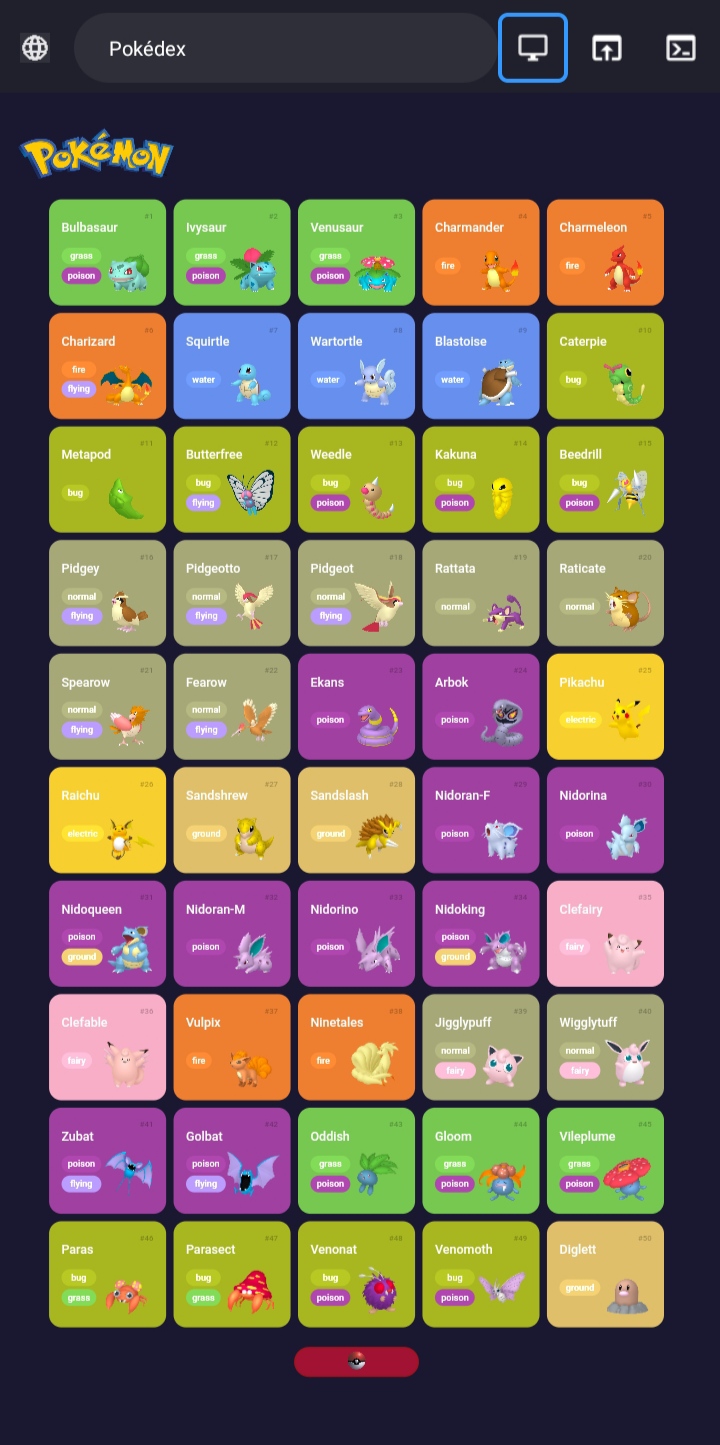 Pokédex
POKéMON
#1
Bulbasaur
grass
poison
#2
Ivysaur
grass
poison
#3
Venusaur
grass
poison
#4
Charmander
fire
#5
Charmeleon
fire
#6
Charizard
fire
flying
#7
Squirtle
water
#8
Wartortle
water
#9
Blastoise
water
#10
Caterpie
bug
#11
Metapod
bug
#12
Butterfree
bug
flying
#13
Weedle
bug
poison
#14
Kakuna
bug
poison
#15
Beedrill
bug
poison
#16
Pidgey
normal
flying
#17
Pidgeotto
normal
flying
#18
Pidgeot
normal
flying
#19
Rattata
normal
#20
Raticate
normal
#21
Spearow
normal
flying
#22
Fearow
normal
flying
#23
Ekans
poison
#24
Arbok
poison
#25
Pikachu
electric
#26
Raichu
electric
#27
Sandshrew
ground
#28
Sandslash
ground
#29
Nidoran-F
poison
#30
Nidorina
poison
#31
Nidoqueen
poison
ground
#32
Nidoran-M
poison
#33
Nidorino
poison
#34
Nidoking
poison
ground
#35
Clefairy
fairy
#36
Clefable
fairy
#37
Vulpix
fire
#38
Ninetales
fire
#39
Jigglypuff
normal
fairy
#40
Wigglytuff
normal
fairy
#41
Zubat
poison
flying
#42
Golbat
poison
flying
#43
Oddish
grass
poison
#44
Gloom
grass
poison
#45
Vileplume
grass
poison
#46
Paras
bug
grass
#47
Parasect
bug
grass
#48
Venonat
bug
poison
#49
Venomoth
bug
poison
#50
Diglett
ground